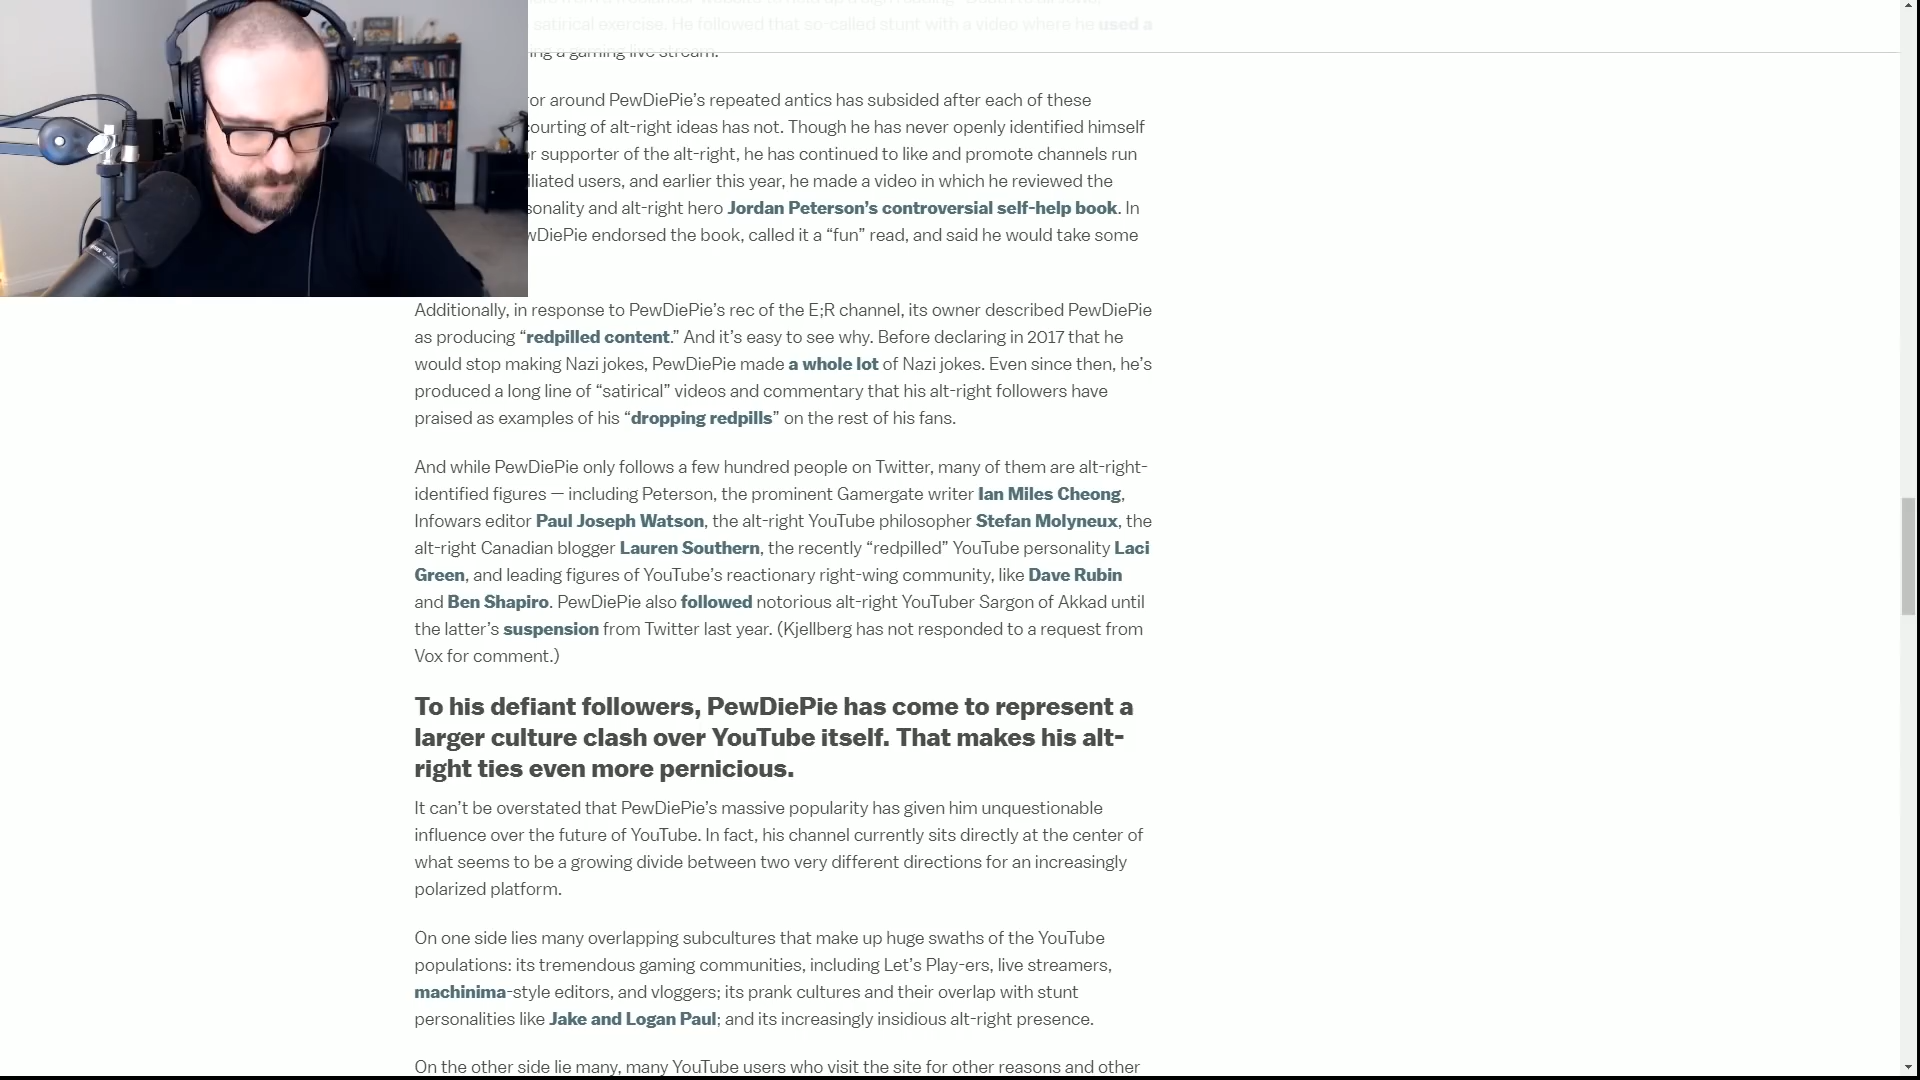 satirical exercise. He followed that so-called stunt with a video where he used a
ing a gaming live stream.
ror around PewDiePie's repeated antics has subsided after each of these
courting of alt-right ideas has not. Though he has never openly identified himself
r supporter of the alt-right, he has continued to like and promote channels run
iliated users, and earlier this year, he made a video in which he reviewed the
sonality and alt-right hero Jordan Peterson's controversial self-help book. In
wDiePie endorsed the book, called it a “fun” read, and said he would take some
Additionally, in response to PewDiePie's rec of the E;R channel, its owner described PewDiePie
as producing “redpilled content.” And it's easy to see why. Before declaring in 2017 that he
would stop making Nazi jokes, PewDiePie made a whole lot of Nazi jokes. Even since then, he's
produced a long line of “satirical” videos and commentary that his alt-right followers have
praised as examples of his “dropping redpills” on the rest of his fans.
And while PewDiePie only follows a few hundred people on Twitter, many of them are alt-right-
identified figures — including Peterson, the prominent Gamergate writer Ian Miles Cheong,
Infowars editor Paul Joseph Watson, the alt-right YouTube philosopher Stefan Molyneux, the
alt-right Canadian blogger Lauren Southern, the recently “redpilled” YouTube personality Laci
Green, and leading figures of YouTube's reactionary right-wing community, like Dave Rubin
and Ben Shapiro. PewDiePie also followed notorious alt-right YouTuber Sargon of Akkad until
the latter's suspension from Twitter last year. (Kjellberg has not responded to a request from
Vox for comment.)
To his defiant followers, PewDiePie has come to represent a
larger culture clash over YouTube itself. That makes his alt-
right ties even more pernicious.
It can't be overstated that PewDiePie's massive popularity has given him unquestionable
influence over the future of YouTube. In fact, his channel currently sits directly at the center of
what seems to be a growing divide between two very different directions for an increasingly
polarized platform.
On one side lies many overlapping subcultures that make up huge swaths of the YouTube
populations: its tremendous gaming communities, including Let's Play-ers, live streamers,
machinima-style editors, and vloggers; its prank cultures and their overlap with stunt
personalities like Jake and Logan Paul; and its increasingly insidious alt-right presence.
On the other side lie many, many YouTube users who visit the site for other reasons and other